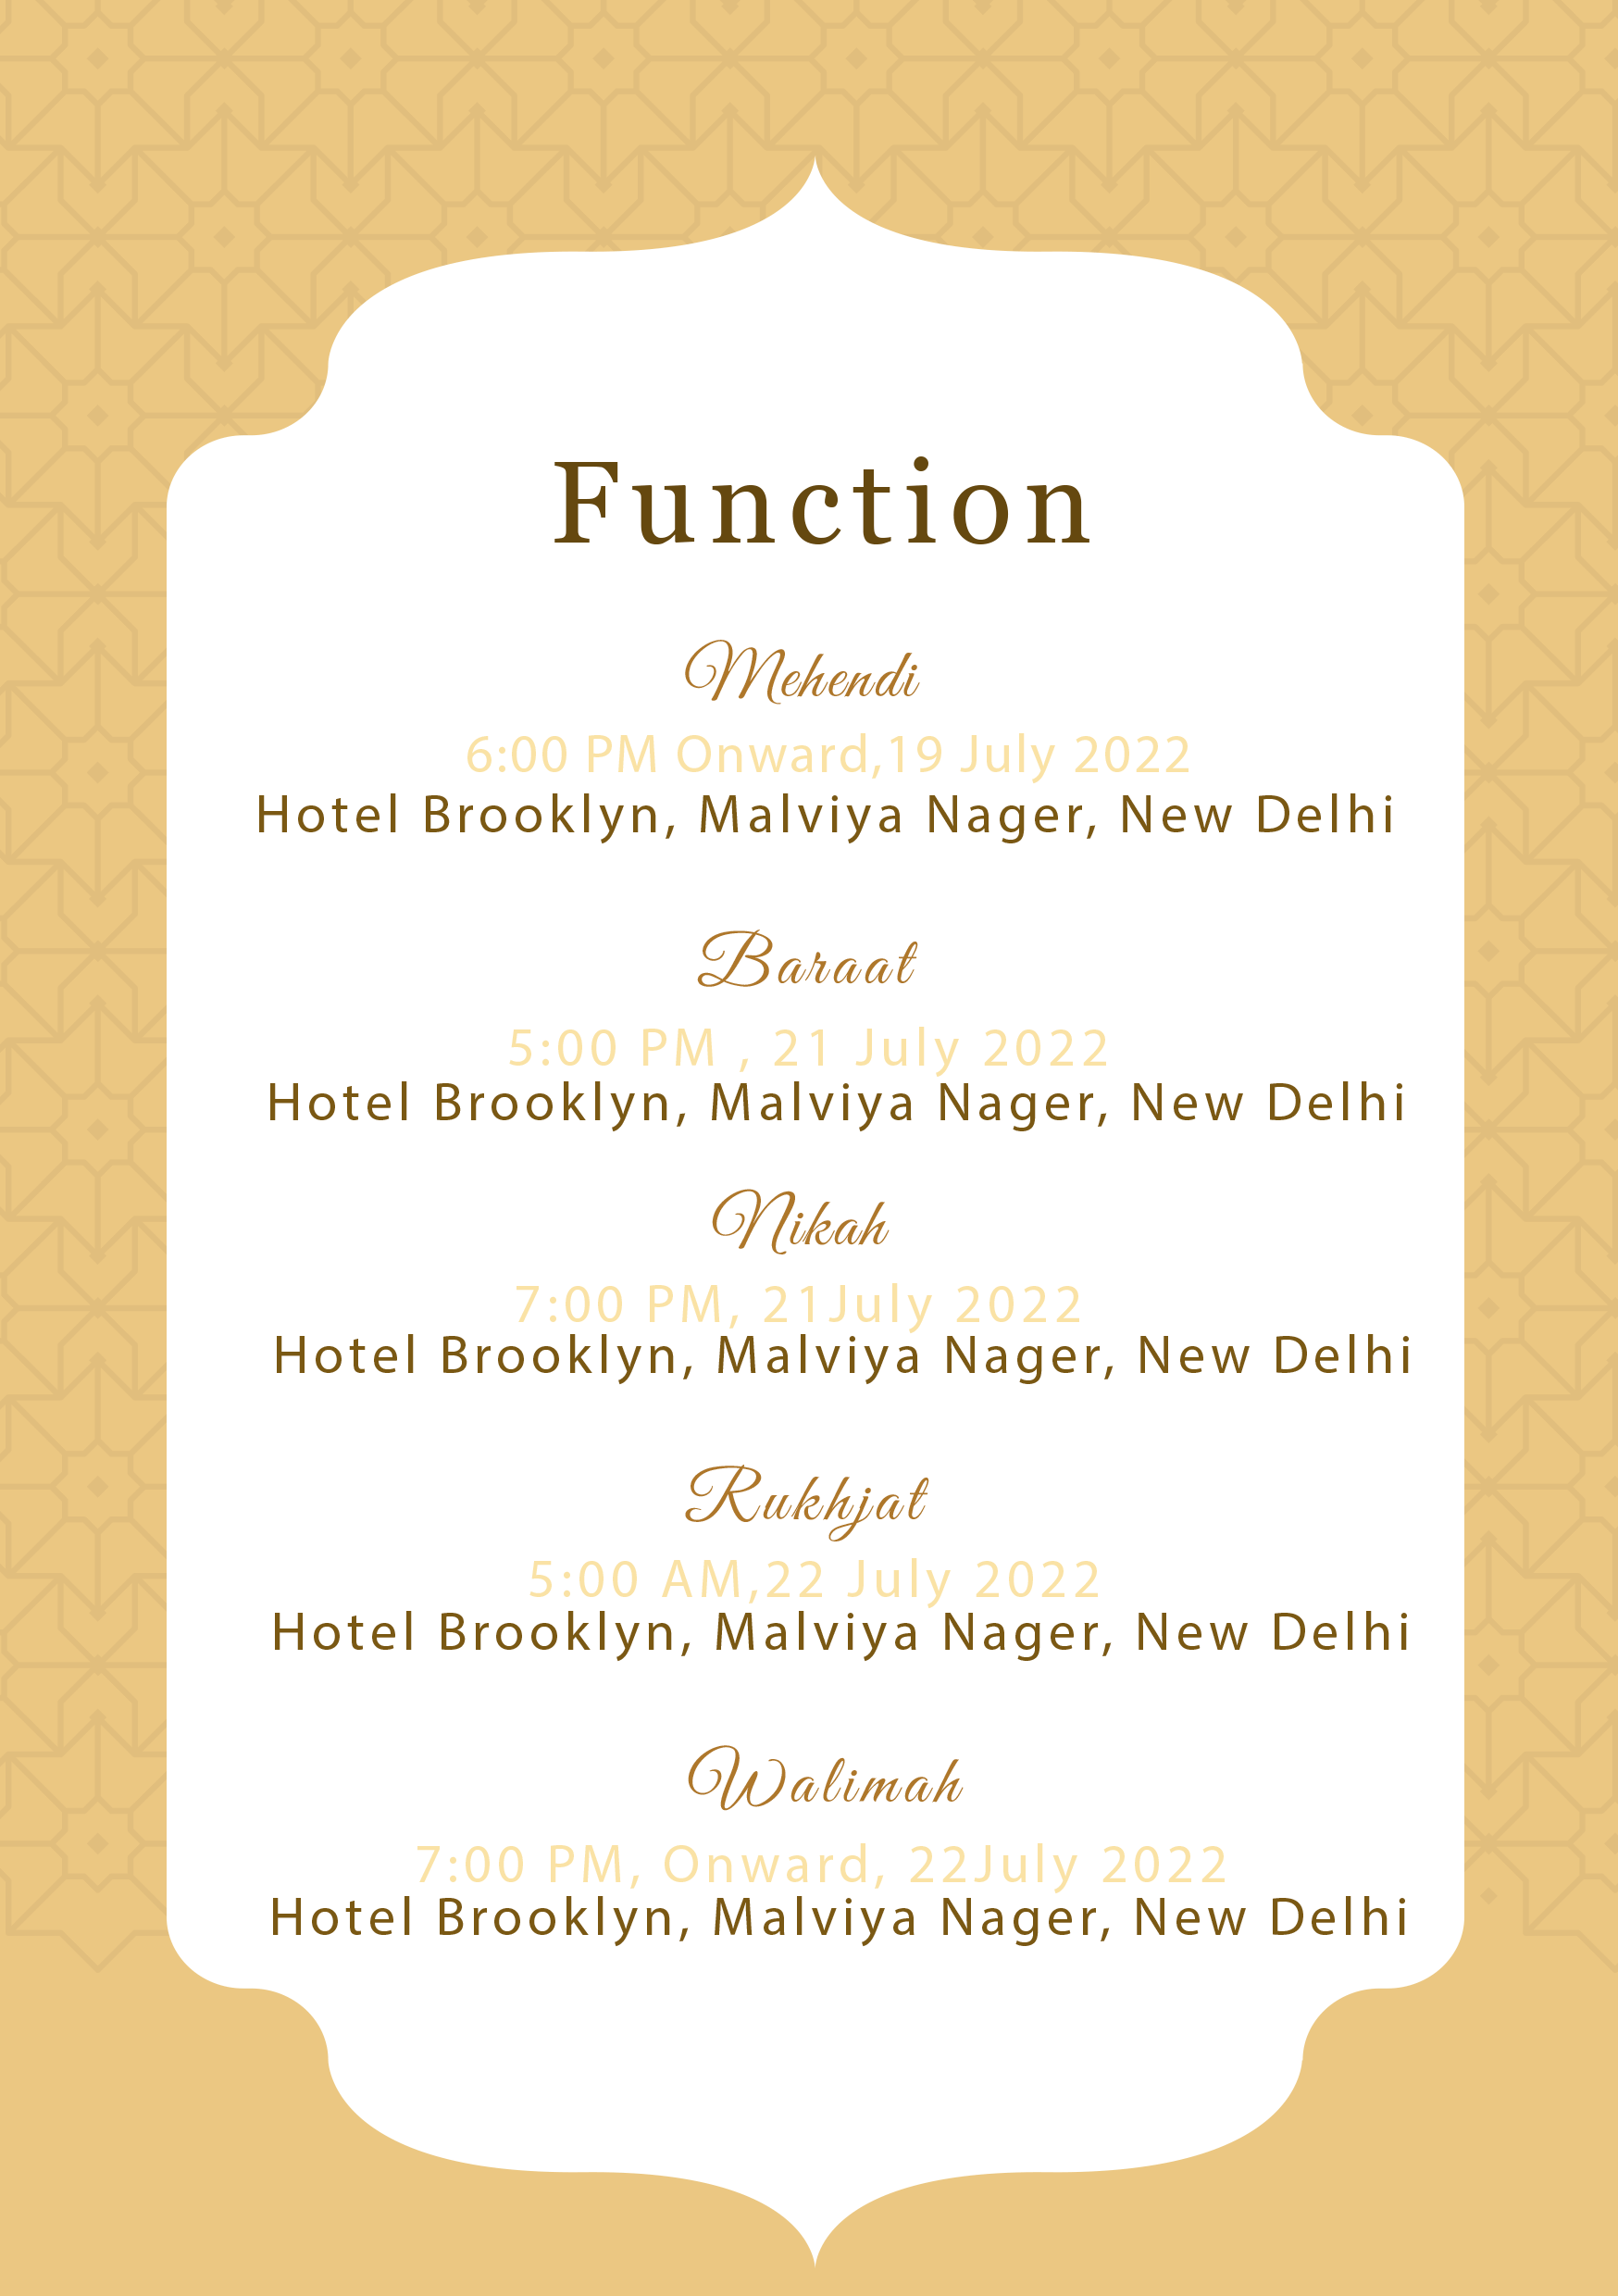 Function
Mehendi
6:00 PM Onward,19 July 2022
Hotel Brooklyn, Malviya Nager, New Delhi
Baraat
5:00 PM , 21 July 2022
Hotel Brooklyn, Malviya Nager, New Delhi
Nikah
7:00 PM, 21July 2022
Hotel Brooklyn, Malviya Nager, New Delhi
Rukhjat
5:00 AM,22 July 2022
Hotel Brooklyn, Malviya Nager, New Delhi
Walimah
7:00 PM, Onward, 22July 2022
Hotel Brooklyn, Malviya Nager, New Delhi